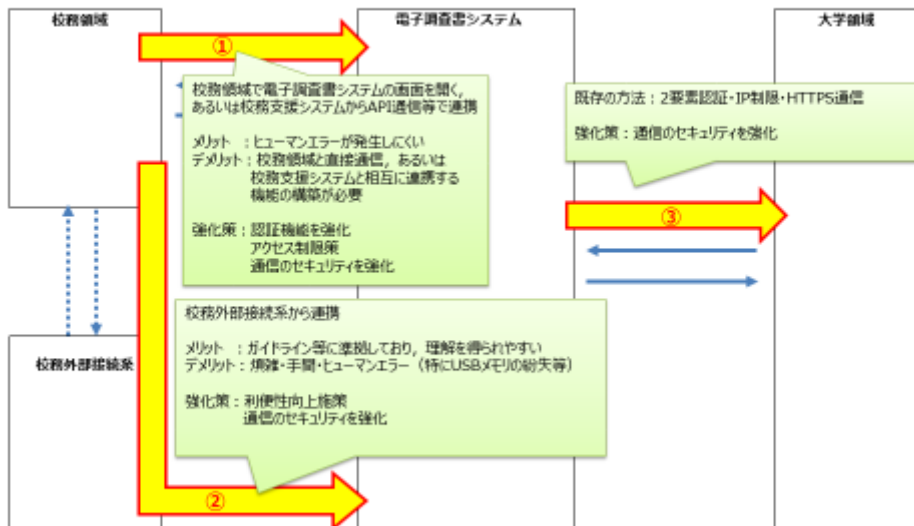 校務領域
電子調査書システム
大学領域
①
校務領域で電子調査書システムの画面を開く,
あるいは校務支援システムからAPI通信等で連携
メリット ：ヒューマンエラーが発生しにくい
デメリット：校務領域と直接通信，あるいは
校務支援システムと相互に連携する
機能の構築が必要
強化策：認証機能を強化
アクセス制限策
通信のセキュリティを強化
既存の方法：2要素認証・IP制限・HTTPS通信
強化策：通信のセキュリティを強化
③
校務外部接続系
校務外部接続系から連携
メリット ：ガイドライン等に準拠しており，理解を得られやすい
デメリット：煩雑・手間・ヒューマンエラー（特にUSBメモリの紛失等）
強化策：利便性向上施策
通信のセキュリティを強化
②